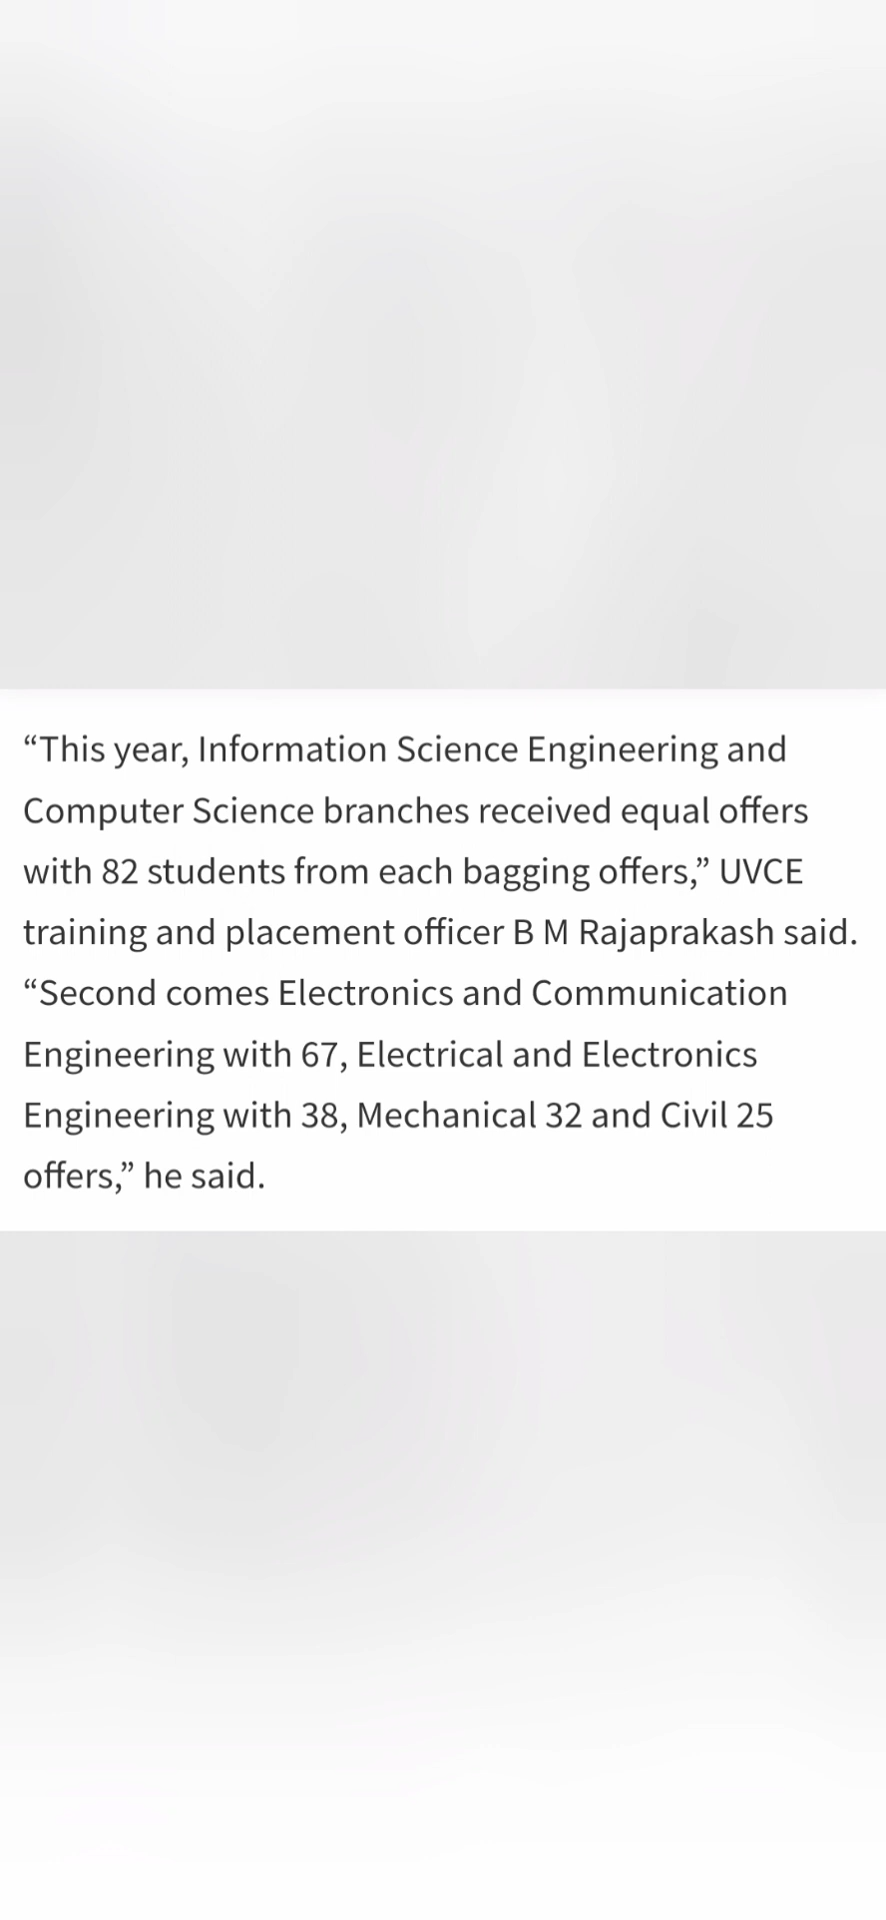 “This year, Information Science Engineering and
Computer Science branches received equal offers
with 82 students from each bagging offers,” UVCE
training and placement officer B M Rajaprakash said.
“Second comes Electronics and Communication
Engineering with 67, Electrical and Electronics
Engineering with 38, Mechanical 32 and Civil 25
offers,” he said.